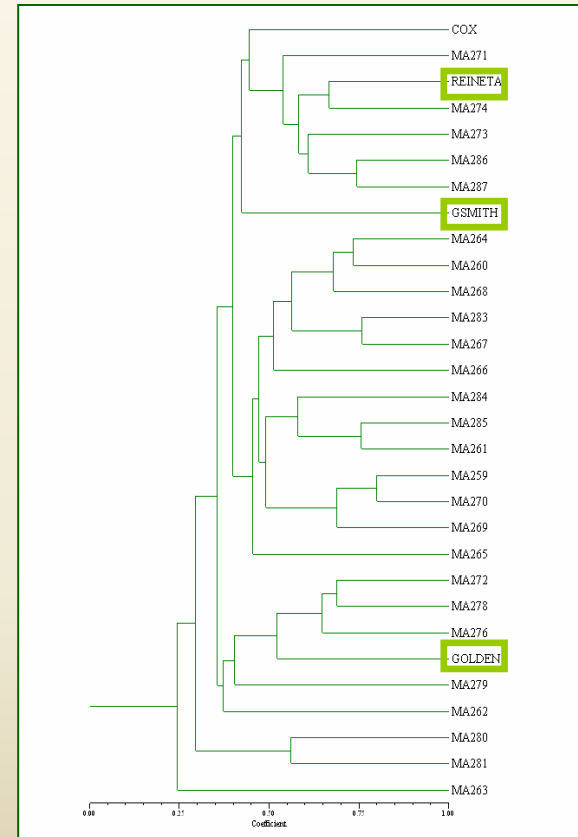 COX
MA271
REINETA
MA274
MA273
MA286
MA287
GSMITH
MA264
MA260
MA268
MA283
MA267
MA266
MA284
MA285
MA261
MA259
MA270
MA269
MA265
MA272
MA278
MA276
GOLDEN
MA279
MA262
MA280
MA281
MA263
0.00 0.25 0.50 0.75 1.00
Coefficient